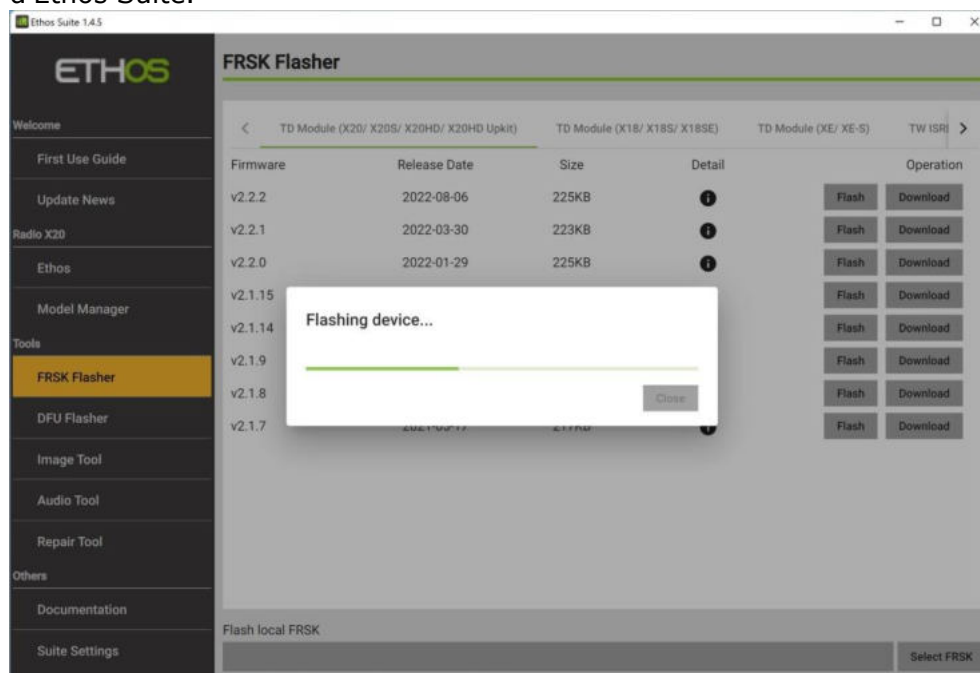 d Ethos Suite.
Ethos Suite 1.4.5
ETHOS
Welcome
First Use Guide
Update News
Radio X20
Ethos
Model Manager
Tools
FRSK Flasher
DFU Flasher
Image Tool
Audio Tool
Repair Tool
Others
Documentation
Suite Settings
FRSK Flasher
TD Module (X20/ X20S/ X20HD/ X20HD Upkit) TD Module (X18/ X18S/ X18SE) TD Module (XE/ XE-S) TW ISR
Firmware Release Date Size Detail Operation
v2.2.2 2022-08-06 225KB Flash Download
v2.2.1 2022-03-30 223KB Flash Download
v2.2.0 2022-01-29 225KB Flash Download
v2.1.15 Flash Download
v2.1.14 Flash Download
v2.1.9 Flash Download
v2.1.8 Flash Download
v2.1.7 Flash Download
Flashing device...
Close
Flash local FRSK
Select FRSK